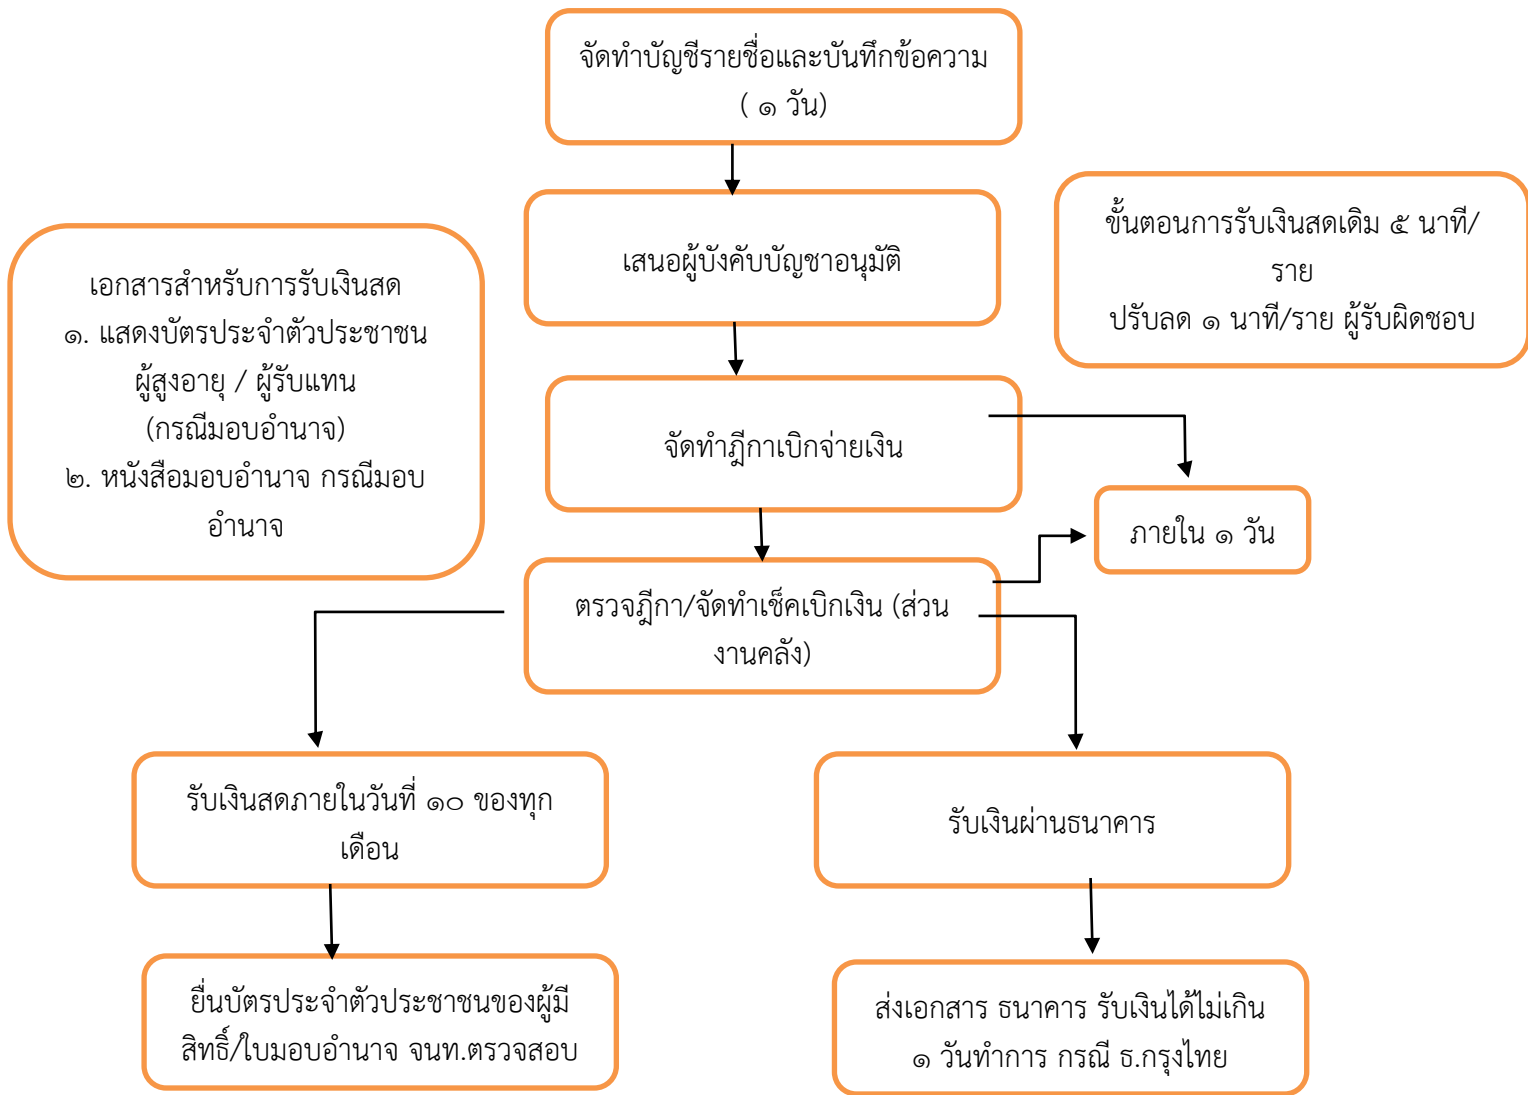 จัดทำบัญชีรายชื่อและบันทึกข้อความ
( ๑ วัน)
เสนอผู้บังคับบัญชาอนุมัติ
ขั้นตอนการรับเงินสดเดิม ๕ นาที/
ราย
ปรับลด ๑ นาที/ราย ผู้รับผิดชอบ
เอกสารสำหรับการรับเงินสด
๑. แสดงบัตรประจำตัวประชาชน
ผู้สูงอายุ / ผู้รับแทน
(กรณีมอบอำนาจ)
๒. หนังสือมอบอำนาจ กรณีมอบ
อำนาจ
จัดทำฎีกาเบิกจ่ายเงิน
ภายใน ๑ วัน
ตรวจฎีกา/จัดทำเช็คเบิกเงิน (ส่วน
งานคลัง)
รับเงินสดภายในวันที่ ๑๐ ของทุก
เดือน
รับเงินผ่านธนาคาร
ยื่นบัตรประจำตัวประชาชนของผู้มี
สิทธิ์/ใบมอบอำนาจ จนท.ตรวจสอบ
ส่งเอกสาร ธนาคาร รับเงินได้ไม่เกิน
๑ วันทำการ กรณี ธ.กรุงไทย